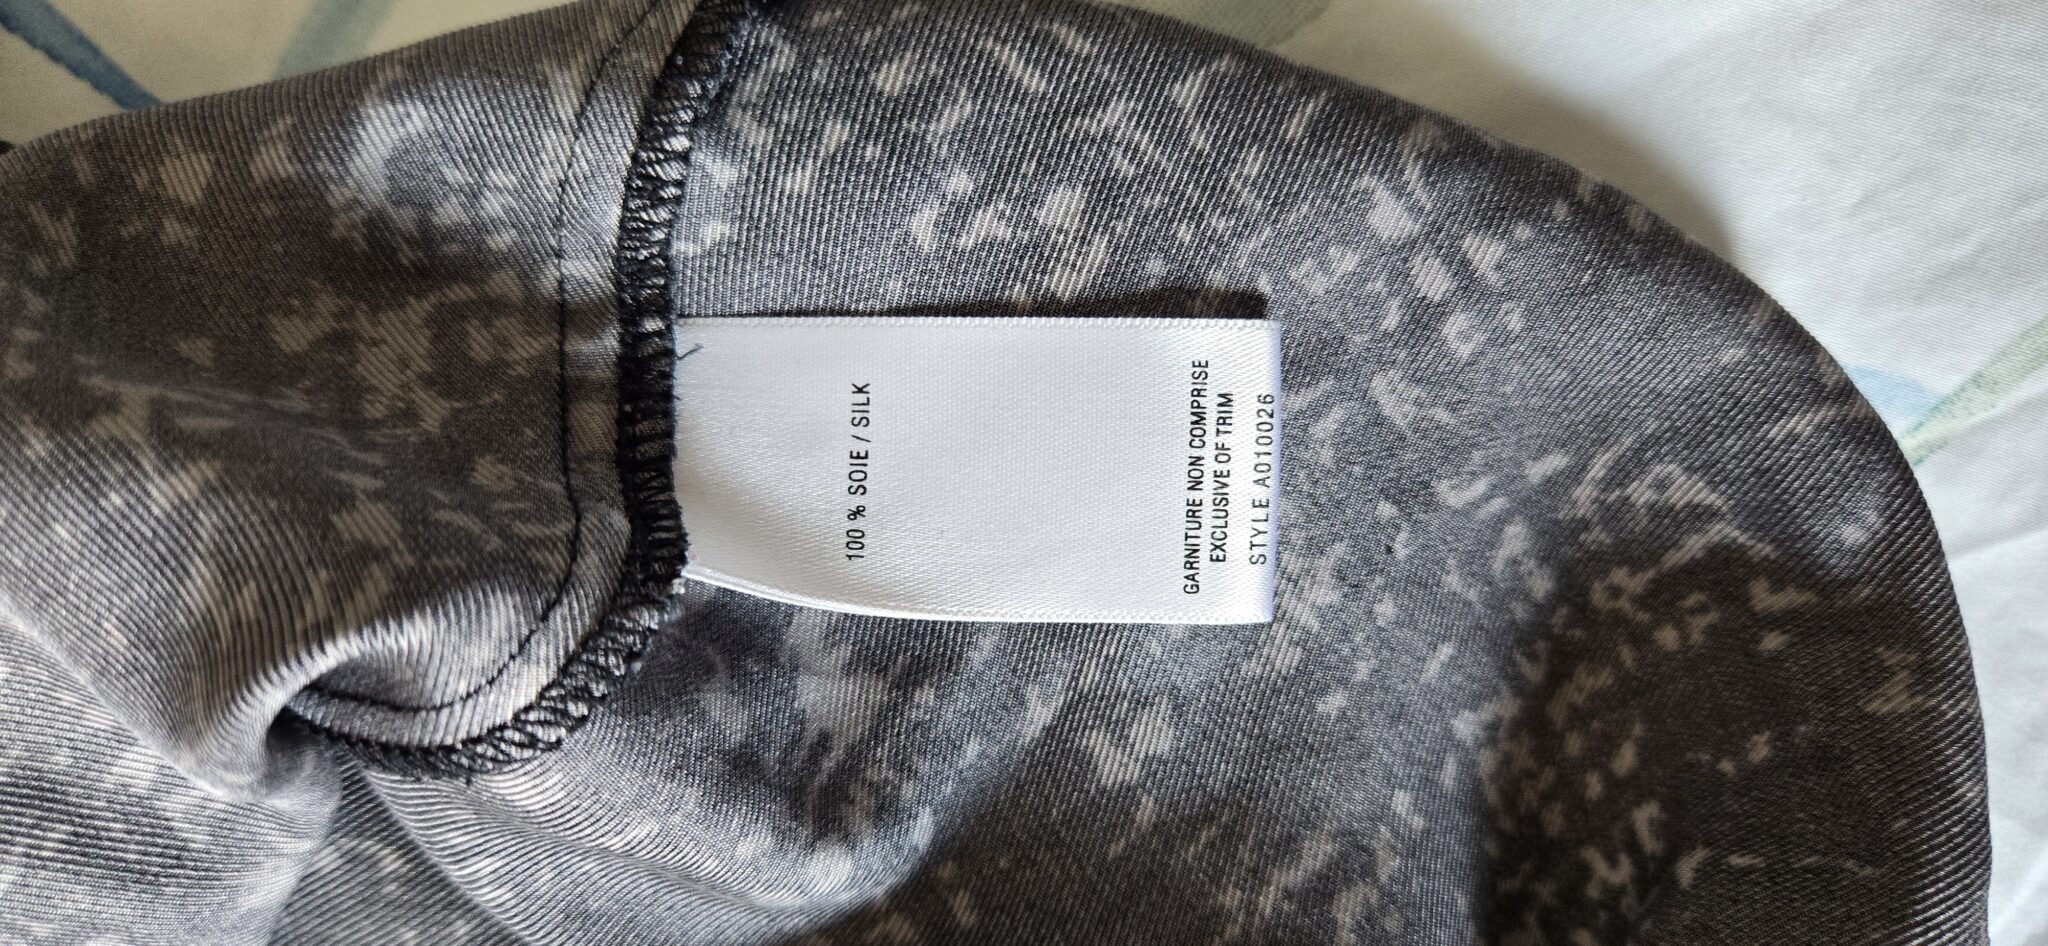 100 % SOIE / SILK
GARNITURE NON COMPRISE
EXCLUSIVE OF TRIM
STYLE A010026